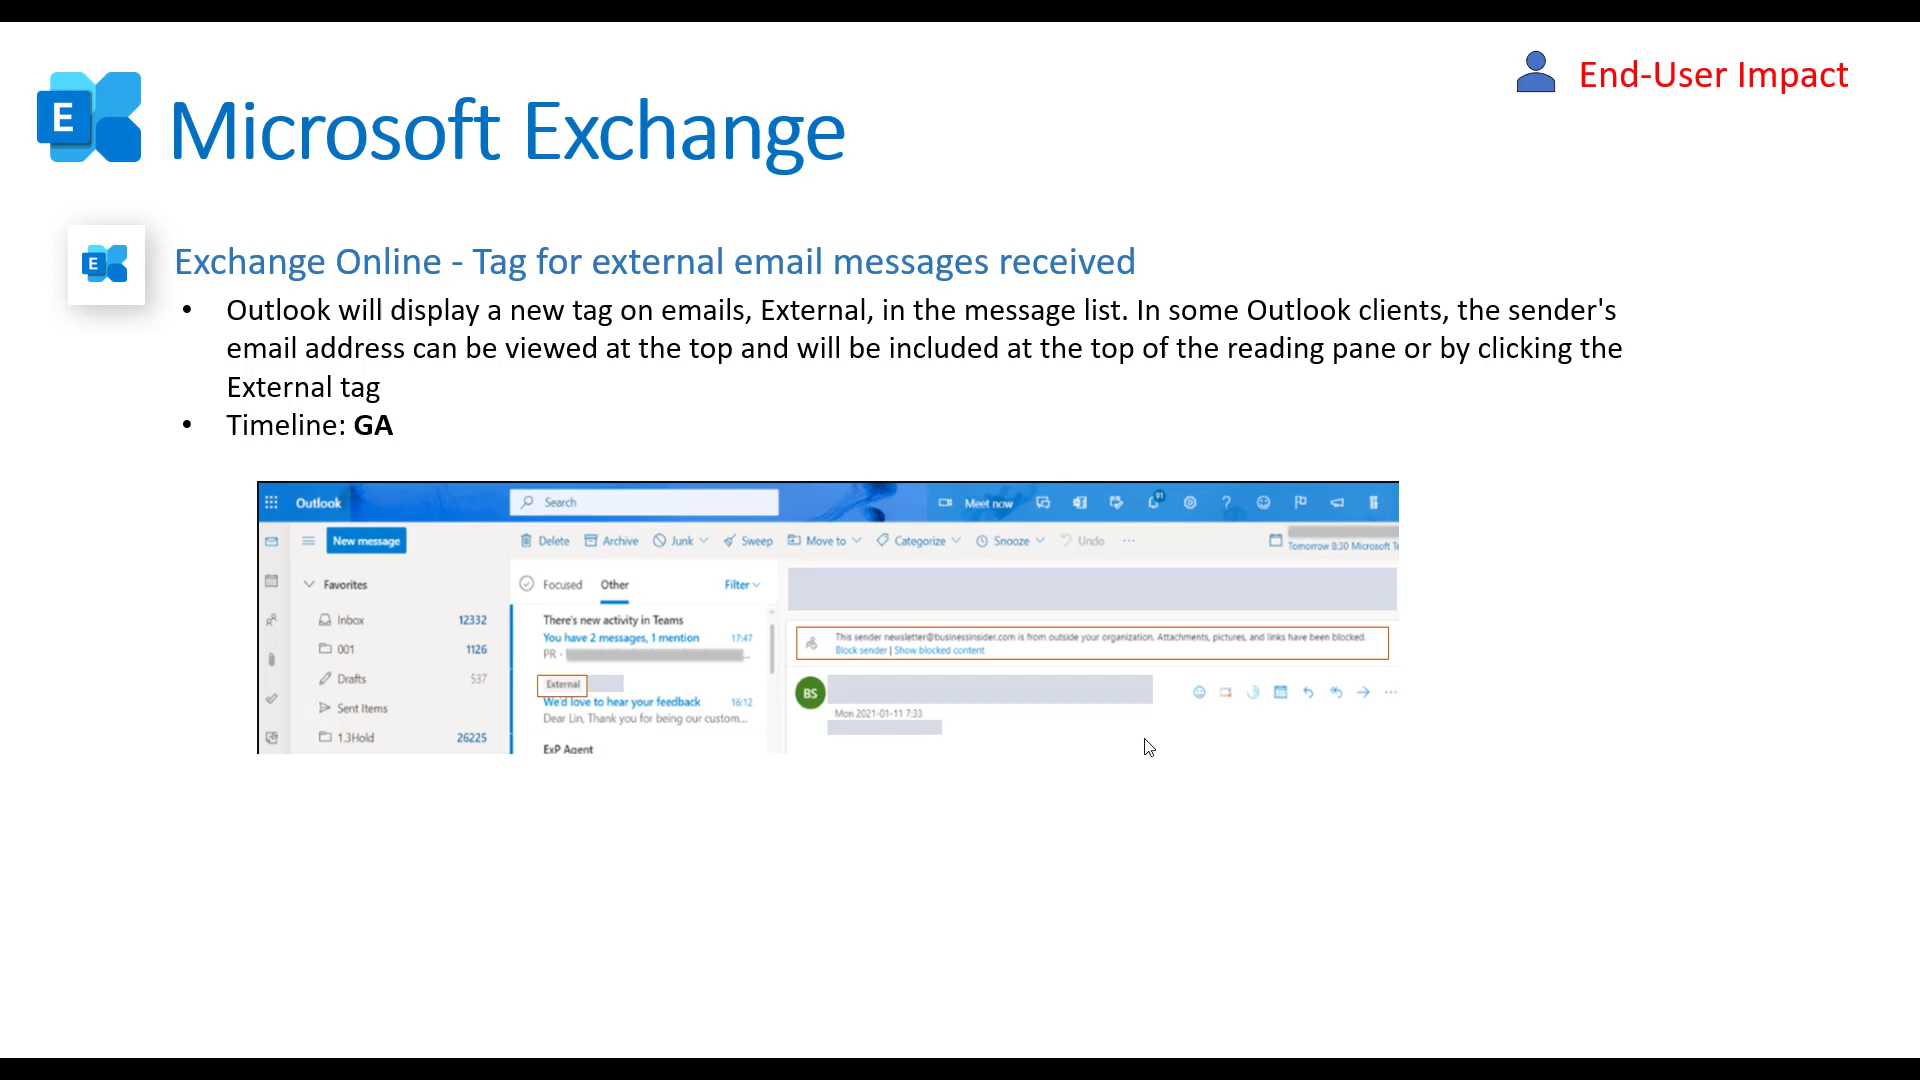 End-User Impact
E
Microsoft Exchange
E
Exchange Online - Tag for external email messages received
• Outlook will display a new tag on emails, External, in the message list. In some Outlook clients, the sender's
email address can be viewed at the top and will be included at the top of the reading pane or by clicking the
External tag
• Timeline: GA
Outlook
Search
Meet now
91
New message
Delete Archive Junk Sweep Move to Categorize Snooze Undo
Tomorrow 8:30 Microsoft Te
Favorites
Inbox 12332
001 1126
Drafts 537
Sent Items
1.3Hold 26225
Focused Other Filter
There's new activity in Teams
You have 2 messages, 1 mention 17:47
PR -
External
We'd love to hear your feedback 16:12
Dear Lin, Thank you for being our custom...
ExP Agent
This sender newsletter@businessinsider.com is from outside your organization. Attachments, pictures, and links have been blocked.
Block sender | Show blocked content
BS
Mon 2021-01-11 7:33